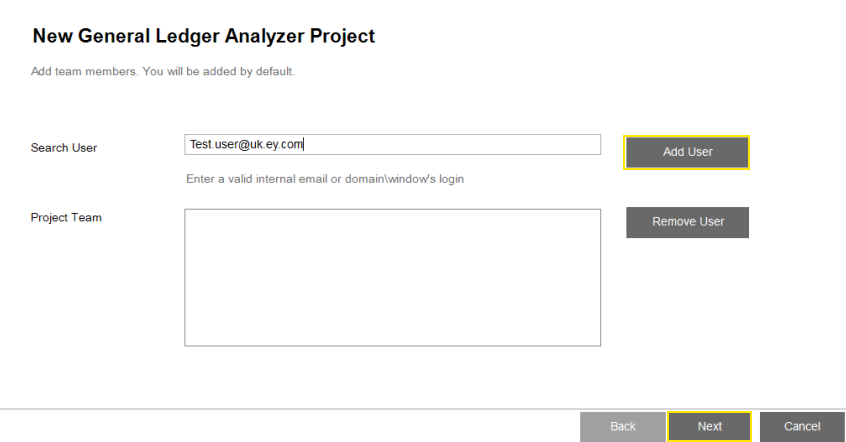 New General Ledger Analyzer Project
Add team members. You will be added by default.
Search User
Test.user@uk.ey.com
Add User
Enter a valid internal email or domain\window's login
Project Team
Remove User
Back
Next
Cancel